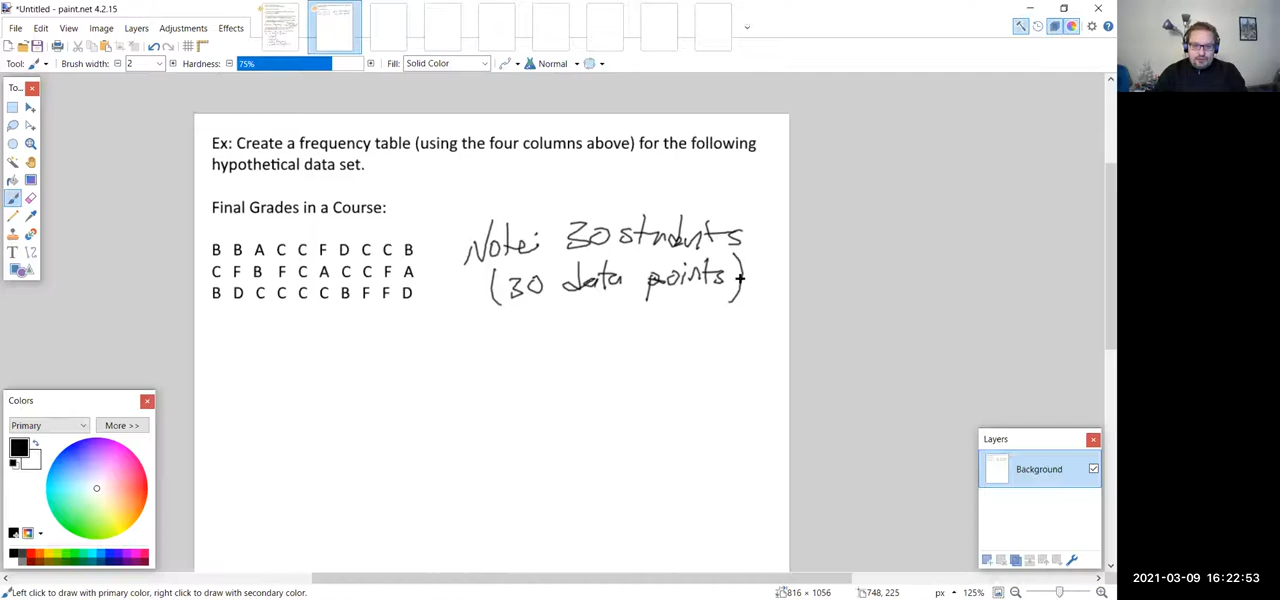 *Untitled - paint.net 4.2.15
File Edit View Image Layers Adjustments Effects
Tool: Brush width: 2 Hardness: 75% Fill: Solid Color Normal
To...
Ex: Create a frequency table (using the four columns above) for the following
hypothetical data set.
Final Grades in a Course:
B B A C C F D C C B
C F B F C A C C F A
B D C C C C B F F D
Note: 30 students
(30 data points)
Colors
Primary More >>
Layers
Background
2021-03-09 16:22:53
Left click to draw with primary color, right click to draw with secondary color. 816 × 1056 748, 225 px 125%